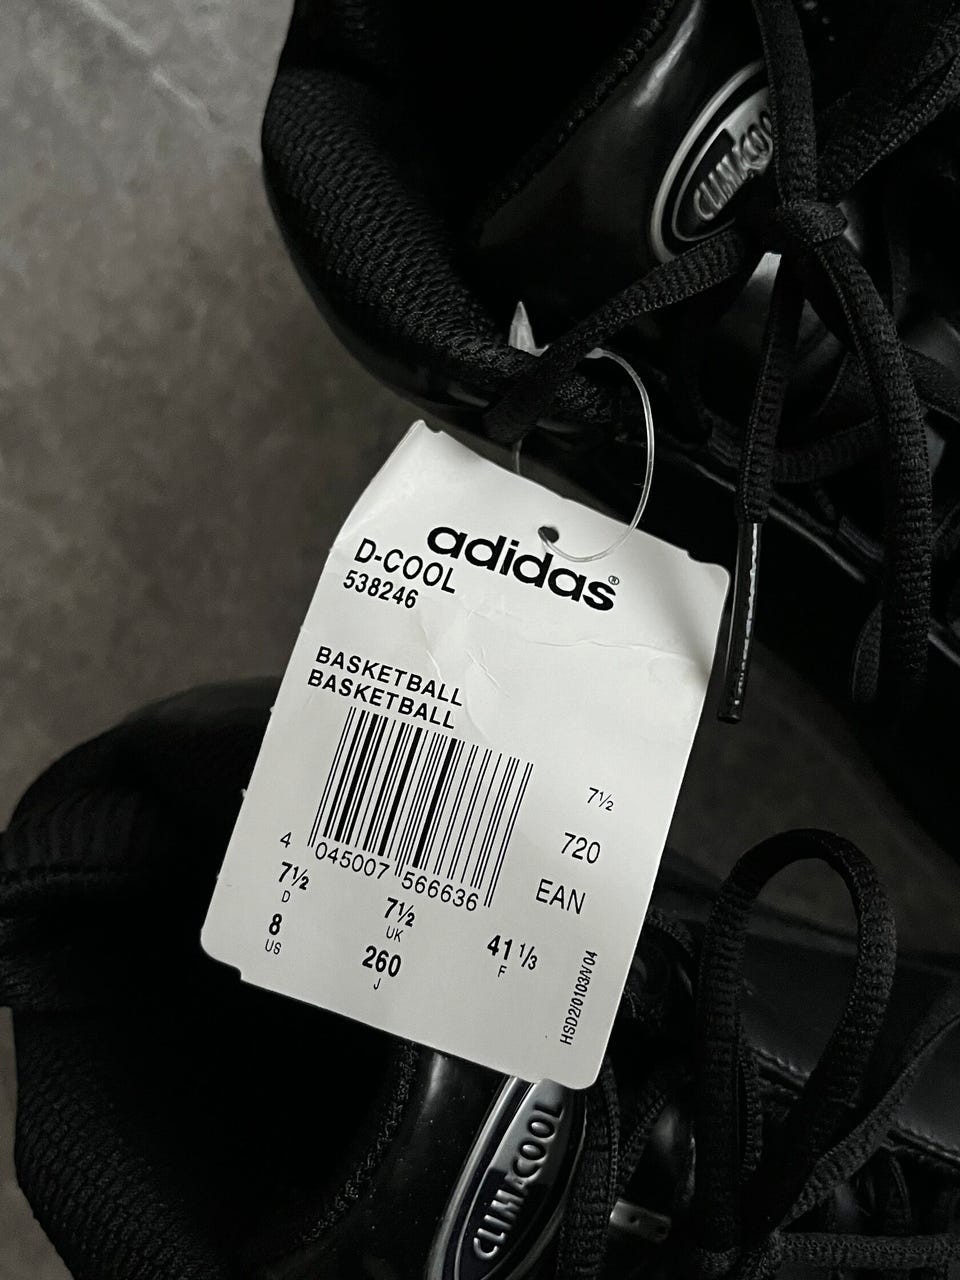 CLIMACOOL
adidas®
D-COOL
538246
BASKETBALL
BASKETBALL
7½
720
EAN
4 045007 566636
7½
D
7½
UK
41 1/3
F
8
US
260
J
HSD2/0103/V04
CLIMACOOL